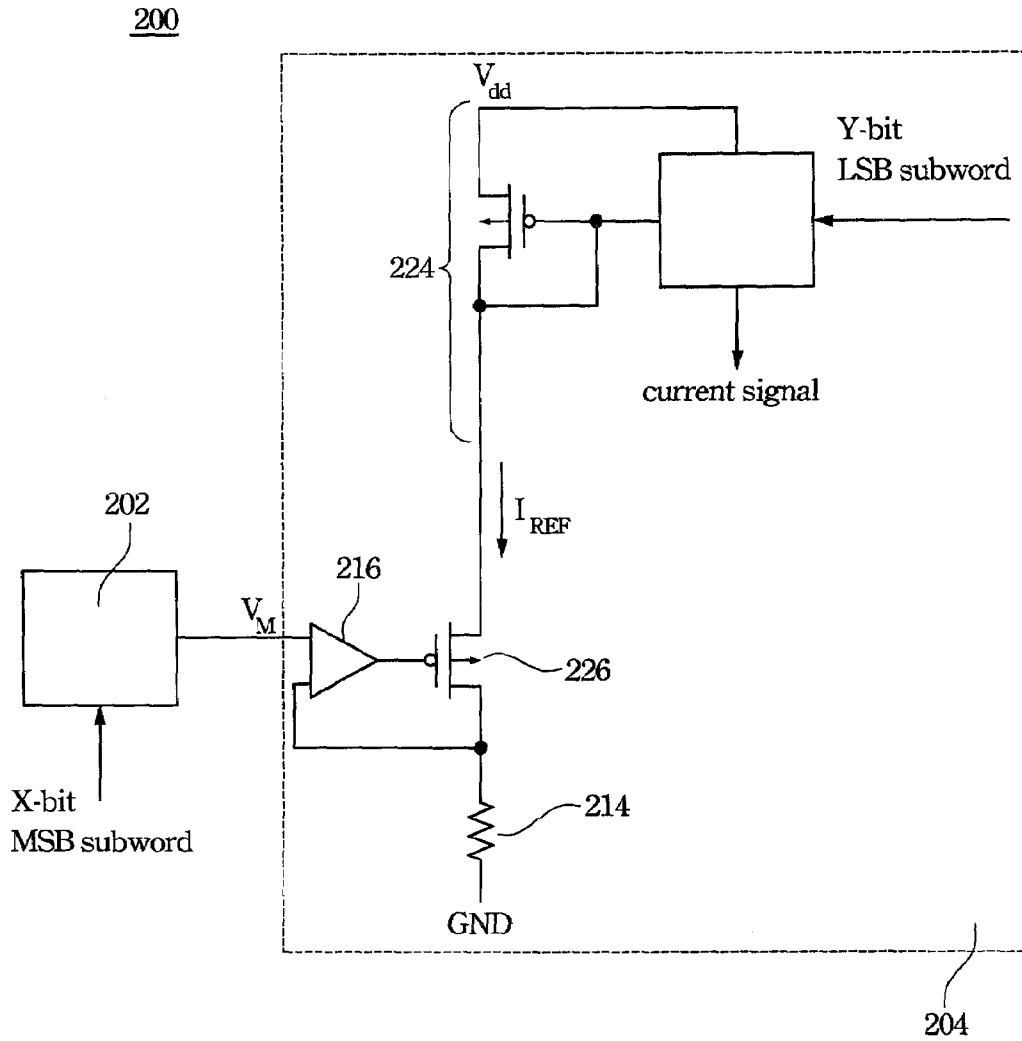 200
V_dd
Y-bit
LSB subword
224
current signal
I_REF
202
216
V_M
226
X-bit
MSB subword
214
GND
204